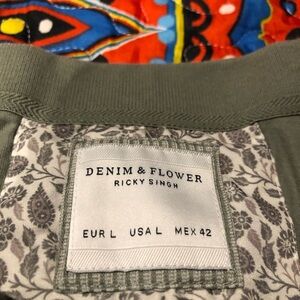 DENIM & FLOWER
RICKY SINGH
EUR L USA L MEX 42